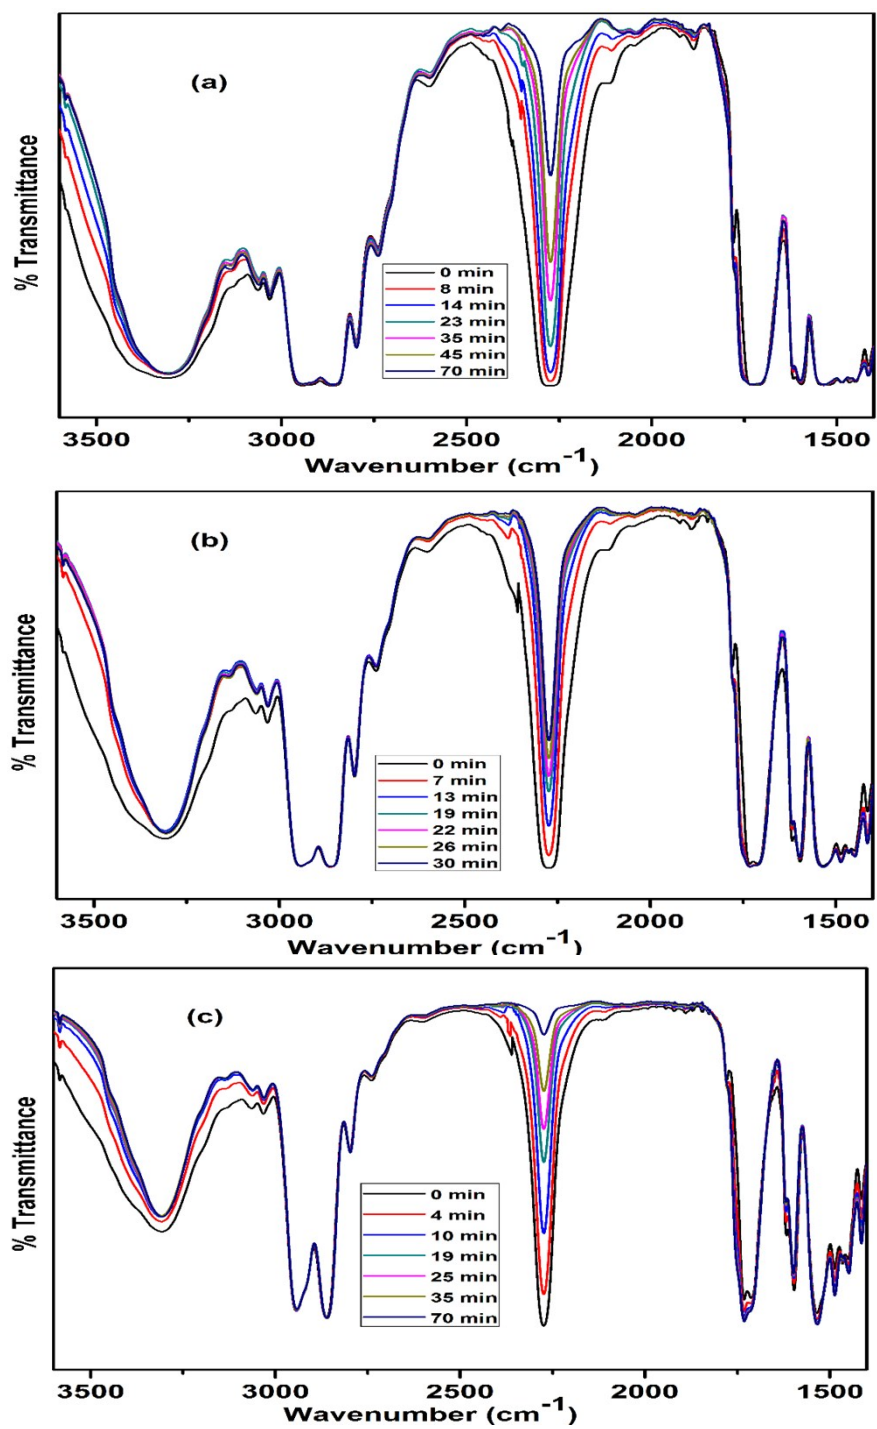 (a)
% Transmittance
0 min
8 min
14 min
23 min
35 min
45 min
70 min
3500 3000 2500 2000 1500
Wavenumber (cm⁻¹)
(b)
% Transmittance
0 min
7 min
13 min
19 min
22 min
26 min
30 min
3500 3000 2500 2000 1500
Wavenumber (cm⁻¹)
(c)
% Transmittance
0 min
4 min
10 min
19 min
25 min
35 min
70 min
3500 3000 2500 2000 1500
Wavenumber (cm⁻¹)